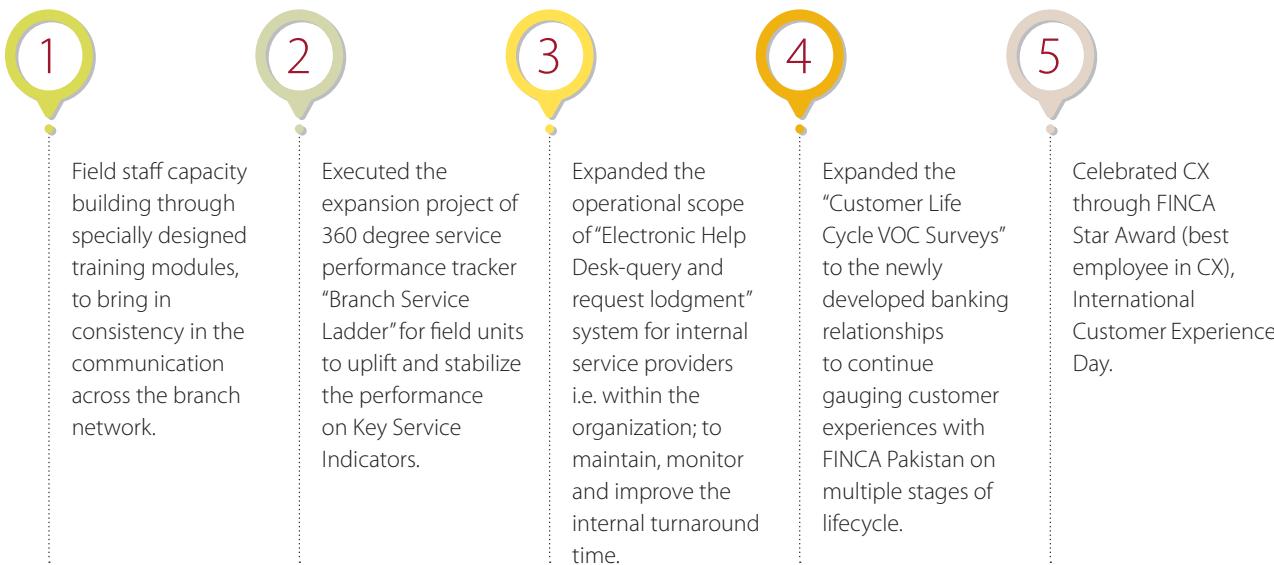 1
Field staff capacity
building through
specially designed
training modules,
to bring in
consistency in the
communication
across the branch
network.
2
Executed the
expansion project of
360 degree service
performance tracker
“Branch Service
Ladder” for field units
to uplift and stabilize
the performance
on Key Service
Indicators.
3
Expanded the
operational scope
of “Electronic Help
Desk-query and
request lodgment”
system for internal
service providers
i.e. within the
organization; to
maintain, monitor
and improve the
internal turnaround
time.
4
Expanded the
“Customer Life
Cycle VOC Surveys”
to the newly
developed banking
relationships
to continue
gauging customer
experiences with
FINCA Pakistan on
multiple stages of
lifecycle.
5
Celebrated CX
through FINCA
Star Award (best
employee in CX),
International
Customer Experience
Day.